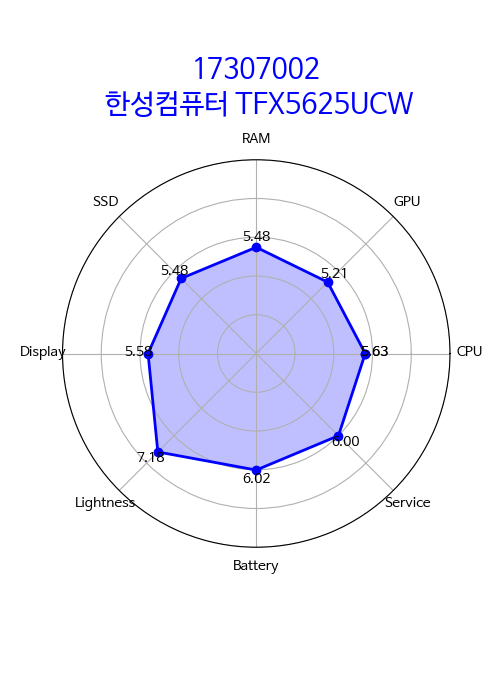 17307002
한성컴퓨터 TFX5625UCW
RAM
SSD
GPU
5.48
5.48
5.21
Display
5.58
5.63
CPU
7.18
6.00
6.02
Lightness
Service
Battery